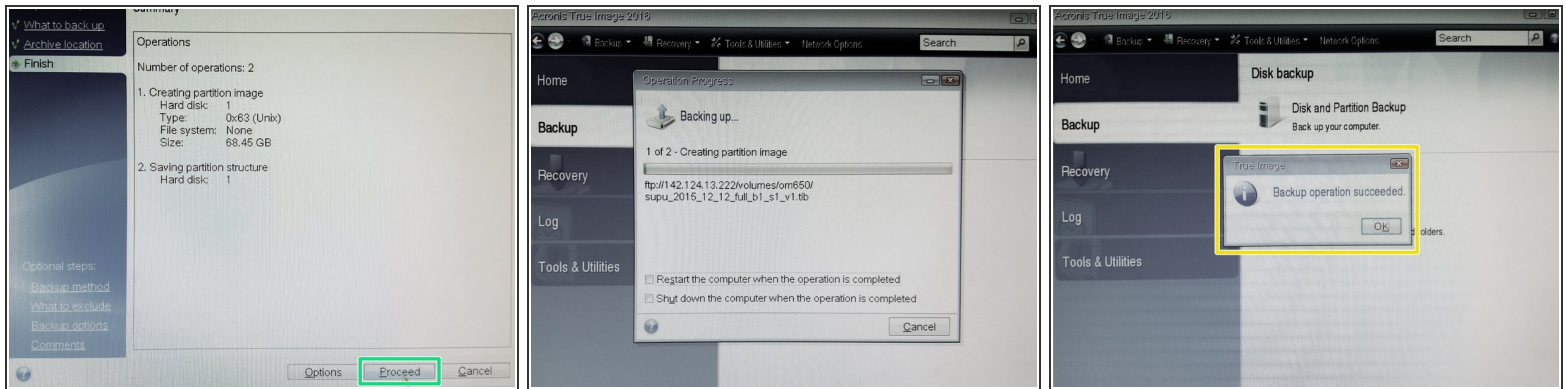 Summary
What to back up
Archive location
Finish
Operations
Number of operations: 2
1. Creating partition image
Hard disk: 1
Type: 0x63 (Unix)
File system: None
Size: 68.45 GB
2. Saving partition structure
Hard disk: 1
Optional steps:
Backup method
What to exclude
Backup options
Comments
Options
Proceed
Cancel
Acronis True Image 2016
Backup
Recovery
Tools & Utilities
Network Options
Search
Home
Backup
Recovery
Log
Tools & Utilities
Operation Progress
Backing up...
1 of 2 - Creating partition image
ftp://142.124.13.222/volumes/om650/
supu_2015_12_12_full_b1_s1_v1.tib
Restart the computer when the operation is completed
Shut down the computer when the operation is completed
Cancel
Acronis True Image 2016
Backup
Recovery
Tools & Utilities
Network Options
Search
Home
Backup
Recovery
Log
Tools & Utilities
Disk backup
Disk and Partition Backup
Back up your computer.
True Image
Backup operation succeeded.
OK